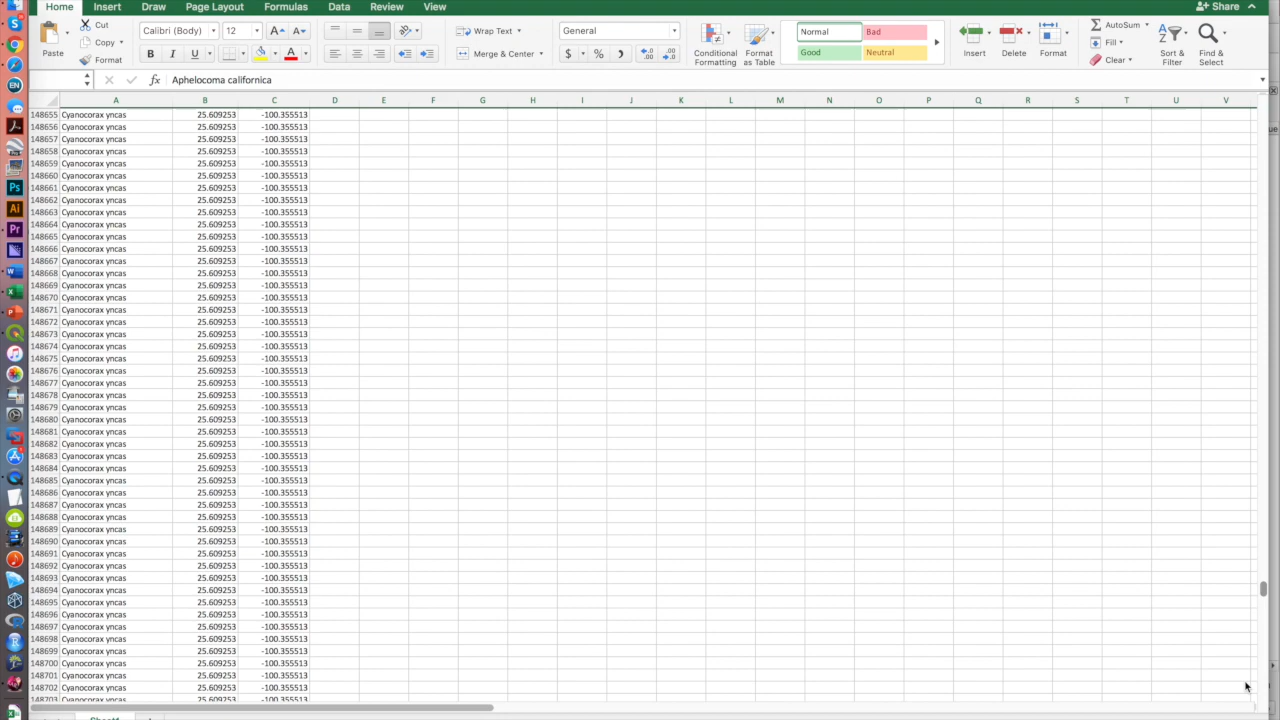 Home Insert Draw Page Layout Formulas Data Review View Share
Cut Calibri (Body) 12 Wrap Text General Normal Bad AutoSum
Copy Fill
Paste Format B I U A Merge & Center $ % Conditional Formatting Format as Table Good Neutral Insert Delete Format Clear Sort & Filter Find & Select
fx Aphelocoma californica
A B C D E F G H I J K L M N O P Q R S T U V
148655 Cyanocorax yncas 25.609253 -100.355513
148656 Cyanocorax yncas 25.609253 -100.355513
148657 Cyanocorax yncas 25.609253 -100.355513
148658 Cyanocorax yncas 25.609253 -100.355513
148659 Cyanocorax yncas 25.609253 -100.355513
148660 Cyanocorax yncas 25.609253 -100.355513
148661 Cyanocorax yncas 25.609253 -100.355513
148662 Cyanocorax yncas 25.609253 -100.355513
148663 Cyanocorax yncas 25.609253 -100.355513
148664 Cyanocorax yncas 25.609253 -100.355513
148665 Cyanocorax yncas 25.609253 -100.355513
148666 Cyanocorax yncas 25.609253 -100.355513
148667 Cyanocorax yncas 25.609253 -100.355513
148668 Cyanocorax yncas 25.609253 -100.355513
148669 Cyanocorax yncas 25.609253 -100.355513
148670 Cyanocorax yncas 25.609253 -100.355513
148671 Cyanocorax yncas 25.609253 -100.355513
148672 Cyanocorax yncas 25.609253 -100.355513
148673 Cyanocorax yncas 25.609253 -100.355513
148674 Cyanocorax yncas 25.609253 -100.355513
148675 Cyanocorax yncas 25.609253 -100.355513
148676 Cyanocorax yncas 25.609253 -100.355513
148677 Cyanocorax yncas 25.609253 -100.355513
148678 Cyanocorax yncas 25.609253 -100.355513
148679 Cyanocorax yncas 25.609253 -100.355513
148680 Cyanocorax yncas 25.609253 -100.355513
148681 Cyanocorax yncas 25.609253 -100.355513
148682 Cyanocorax yncas 25.609253 -100.355513
148683 Cyanocorax yncas 25.609253 -100.355513
148684 Cyanocorax yncas 25.609253 -100.355513
148685 Cyanocorax yncas 25.609253 -100.355513
148686 Cyanocorax yncas 25.609253 -100.355513
148687 Cyanocorax yncas 25.609253 -100.355513
148688 Cyanocorax yncas 25.609253 -100.355513
148689 Cyanocorax yncas 25.609253 -100.355513
148690 Cyanocorax yncas 25.609253 -100.355513
148691 Cyanocorax yncas 25.609253 -100.355513
148692 Cyanocorax yncas 25.609253 -100.355513
148693 Cyanocorax yncas 25.609253 -100.355513
148694 Cyanocorax yncas 25.609253 -100.355513
148695 Cyanocorax yncas 25.609253 -100.355513
148696 Cyanocorax yncas 25.609253 -100.355513
148697 Cyanocorax yncas 25.609253 -100.355513
148698 Cyanocorax yncas 25.609253 -100.355513
148699 Cyanocorax yncas 25.609253 -100.355513
148700 Cyanocorax yncas 25.609253 -100.355513
148701 Cyanocorax yncas 25.609253 -100.355513
148702 Cyanocorax yncas 25.609253 -100.355513
148703 Cyanocorax yncas 25.609253 -100.355513